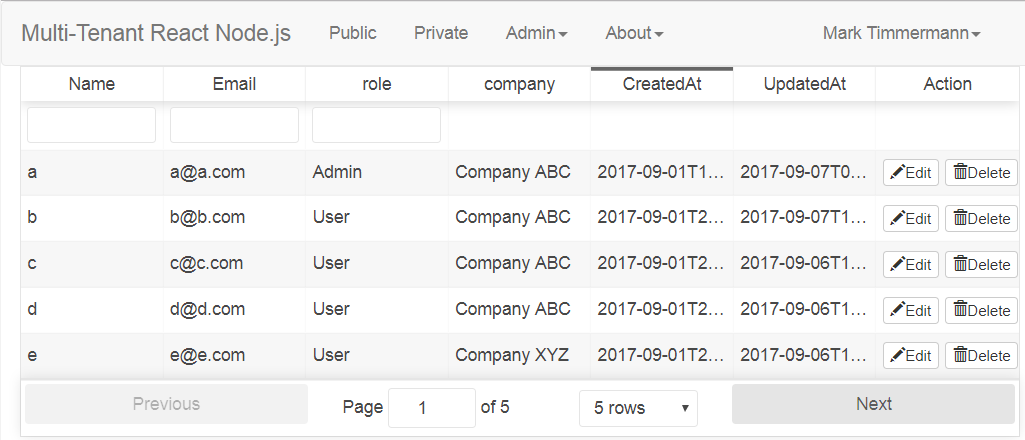 Multi-Tenant React Node.js Public Private Admin About Mark Timmermann
Name Email role company CreatedAt UpdatedAt Action
a a@a.com Admin Company ABC 2017-09-01T1… 2017-09-07T0… Edit Delete
b b@b.com User Company ABC 2017-09-01T2… 2017-09-07T1… Edit Delete
c c@c.com User Company ABC 2017-09-01T2… 2017-09-06T1… Edit Delete
d d@d.com User Company ABC 2017-09-01T2… 2017-09-06T1… Edit Delete
e e@e.com User Company XYZ 2017-09-01T2… 2017-09-06T1… Edit Delete
Previous Page 1 of 5 5 rows Next